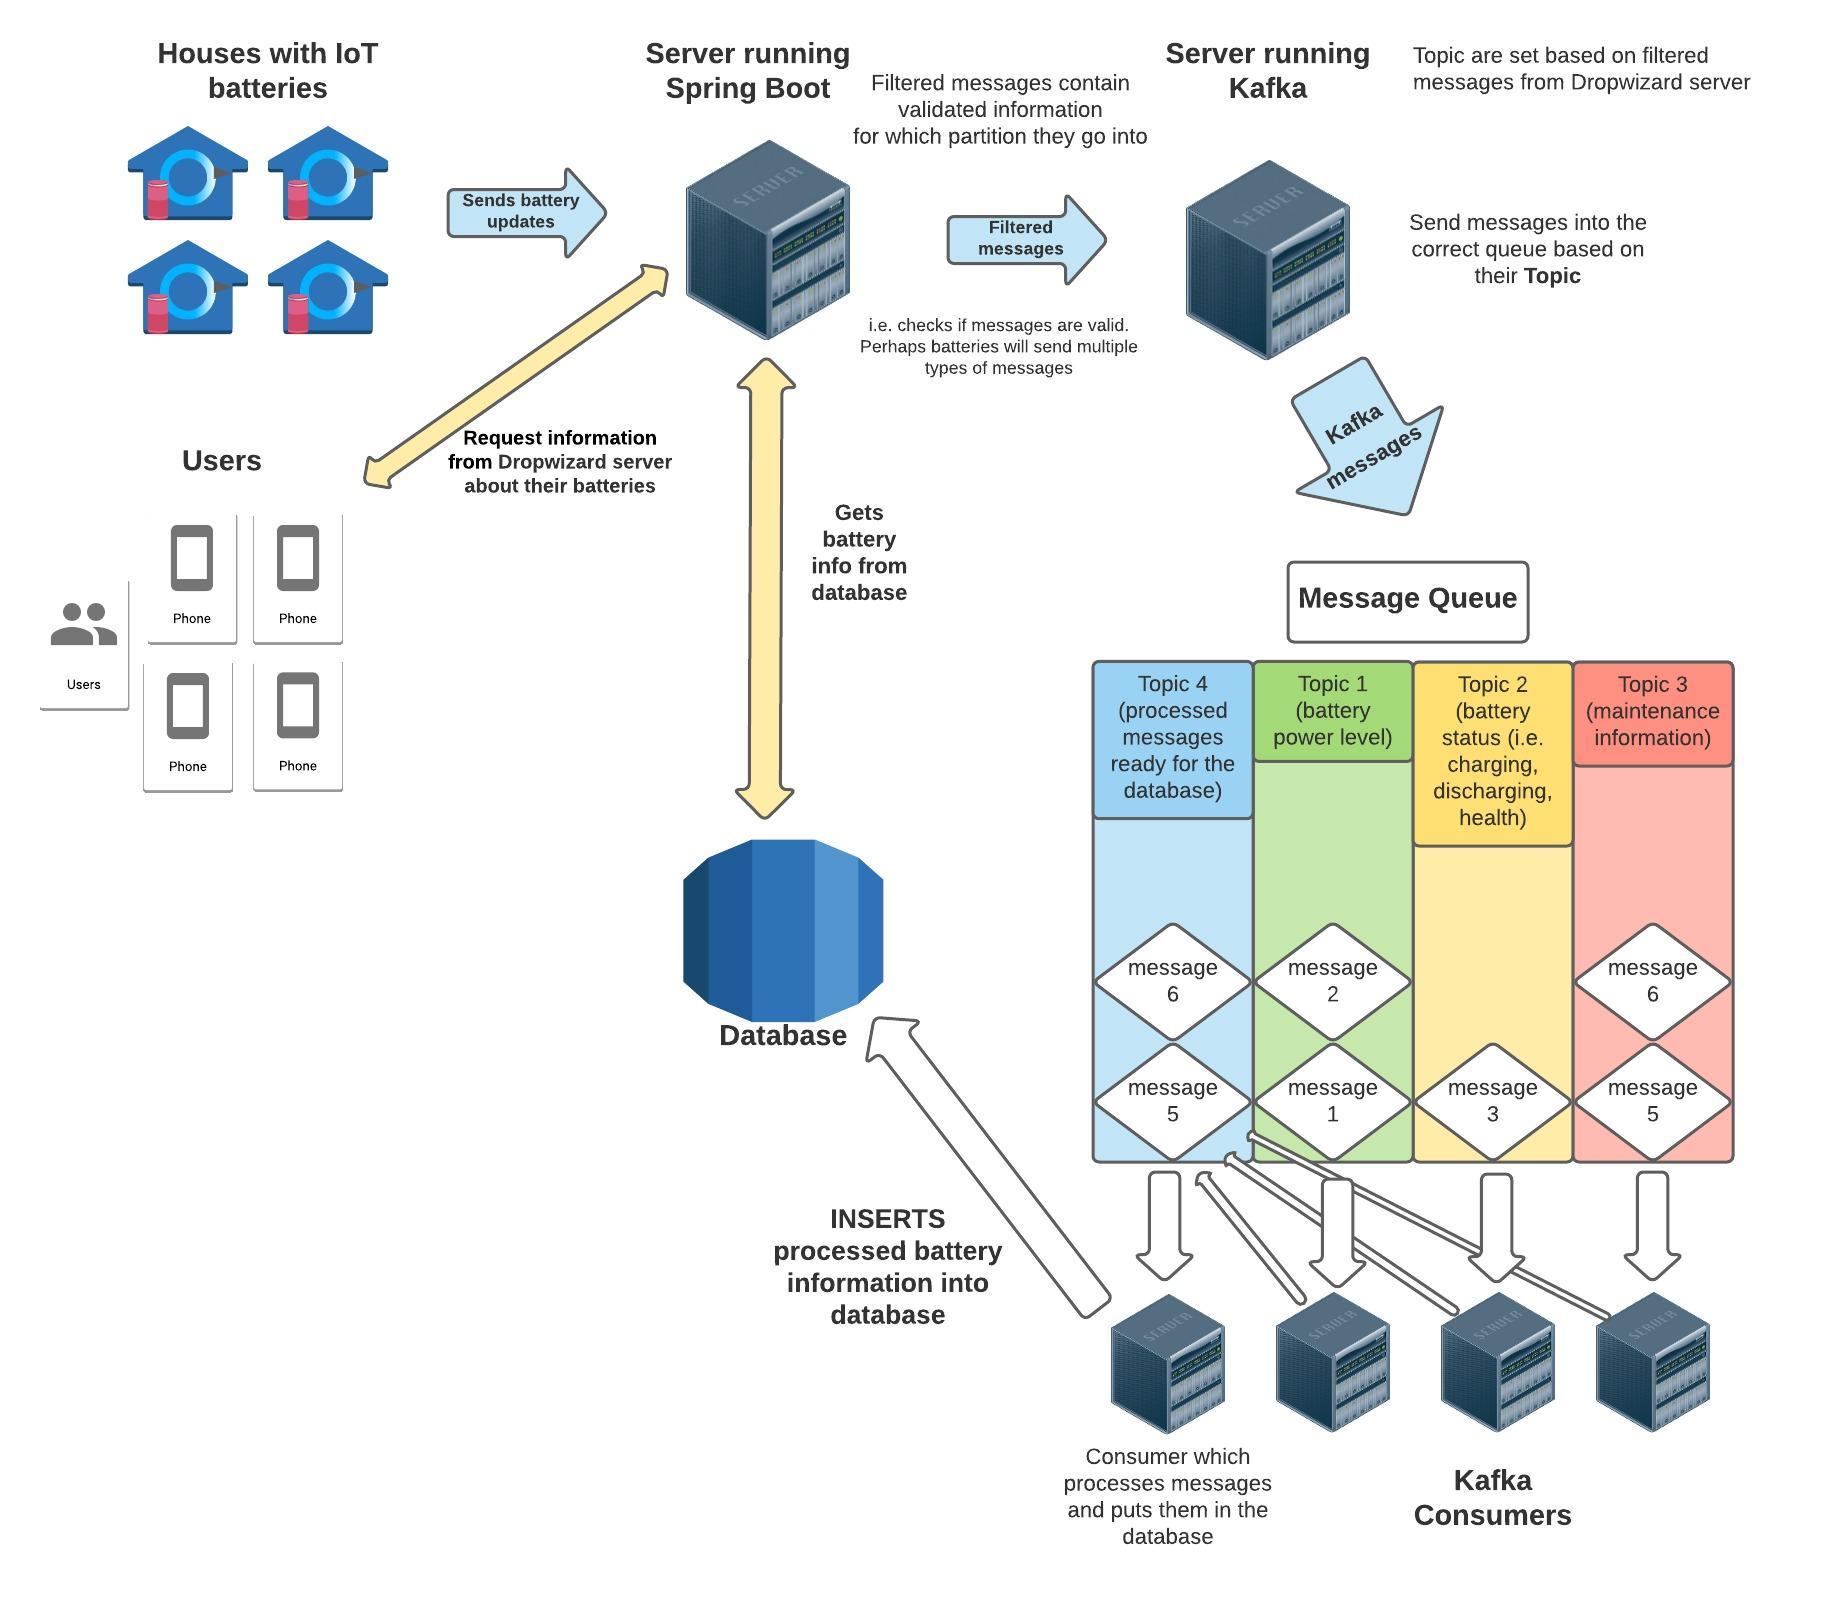 Houses with IoT
batteries
Server running
Spring Boot
Filtered messages contain
validated information
for which partition they go into
Server running
Kafka
Topic are set based on filtered
messages from Dropwizard server
SERVER
SERVER
Sends battery
updates
Filtered
messages
Send messages into the
correct queue based on
their Topic
i.e. checks if messages are valid.
Perhaps batteries will send multiple
types of messages
Kafka
messages
Request information
from Dropwizard server
about their batteries
Users
Gets
battery
info from
database
Phone
Phone
Users
Phone
Phone
Message Queue
Topic 4
(processed
messages
ready for the
database)
Topic 1
(battery
power level)
Topic 2
(battery
status (i.e.
charging,
discharging,
health)
Topic 3
(maintenance
information)
message
6
message
2
message
6
message
5
message
1
message
3
message
5
Database
INSERTS
processed battery
information into
database
SERVER
SERVER
SERVER
SERVER
Consumer which
processes messages
and puts them in the
database
Kafka
Consumers